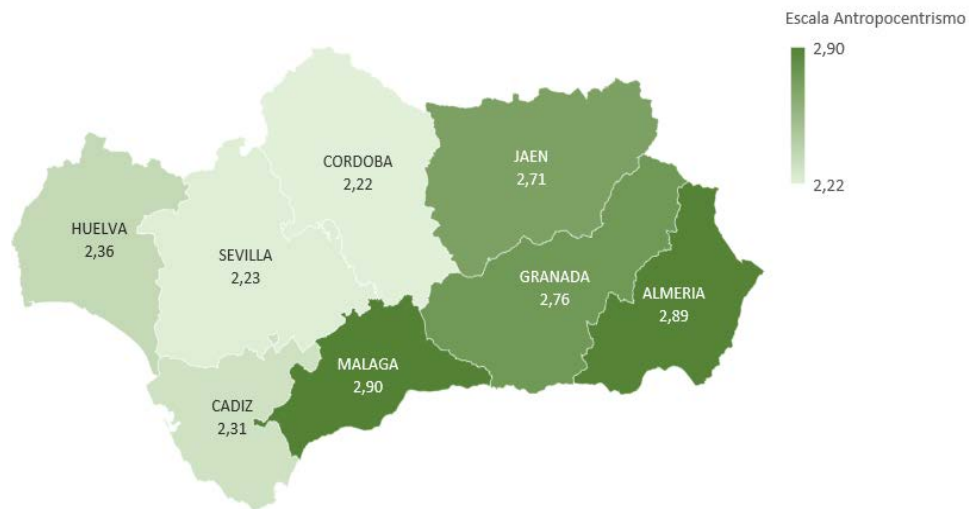 Escala Antropocentrismo
2,90
2,22
CORDOBA
2,22
JAEN
2,71
HUELVA
2,36
SEVILLA
2,23
GRANADA
2,76
ALMERIA
2,89
MALAGA
2,90
CADIZ
2,31